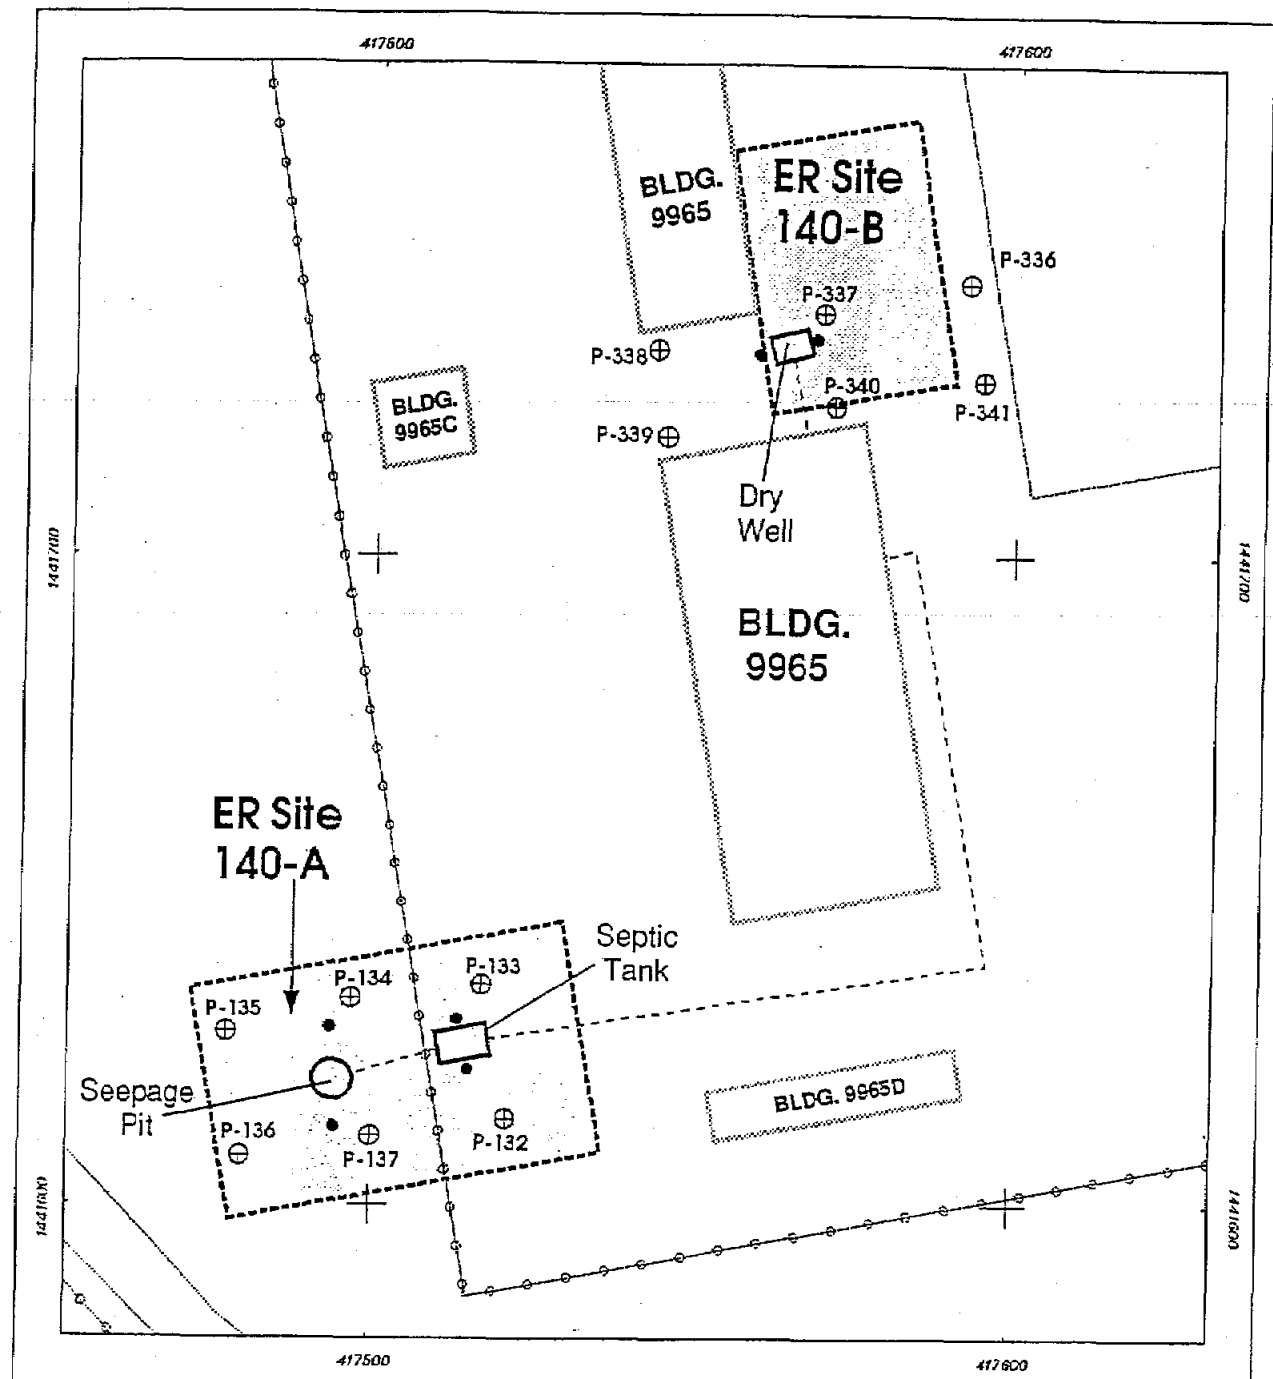 417500
417600
BLDG.
9965
ER Site
140-B
P-336
P-337
P-338
BLDG.
9965C
P-340
P-341
P-339
Dry
Well
1441700
1441700
BLDG.
9965
ER Site
140-A
Septic
Tank
P-134
P-133
P-135
Seepage
Pit
BLDG. 9965D
P-136
P-137
P-132
1441600
1441600
417500
417600